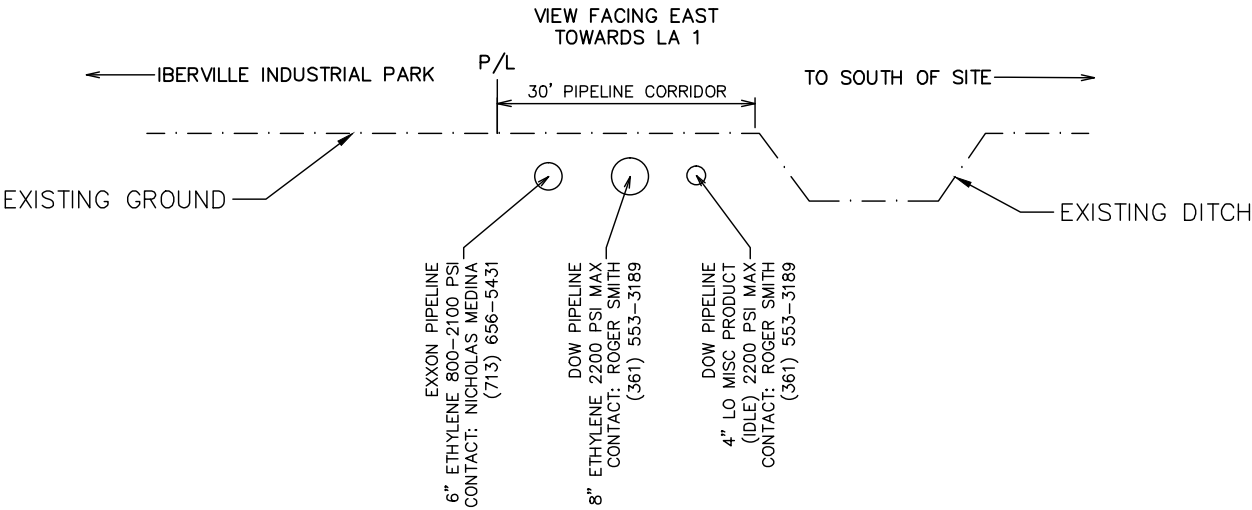 VIEW FACING EAST
TOWARDS LA 1
IBERVILLE INDUSTRIAL PARK
P/L
30' PIPELINE CORRIDOR
TO SOUTH OF SITE
EXISTING GROUND
EXISTING DITCH
EXXON PIPELINE
6" ETHYLENE 800-2100 PSI
CONTACT: NICHOLAS MEDINA
(713) 656-5431
DOW PIPELINE
8" ETHYLENE 2200 PSI MAX
CONTACT: ROGER SMITH
(361) 553-3189
DOW PIPELINE
4" LO MISC PRODUCT
(IDLE) 2200 PSI MAX
CONTACT: ROGER SMITH
(361) 553-3189